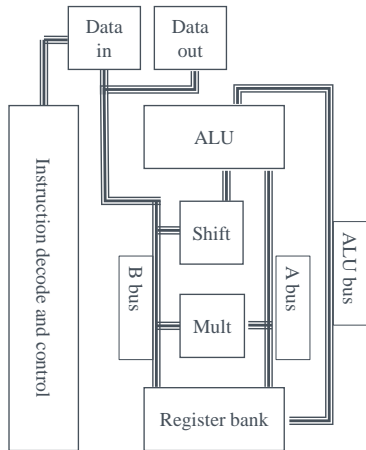 Data
in
Data
out
ALU
Instruction decode and control
Shift
B bus
A bus
ALU bus
Mult
Register bank